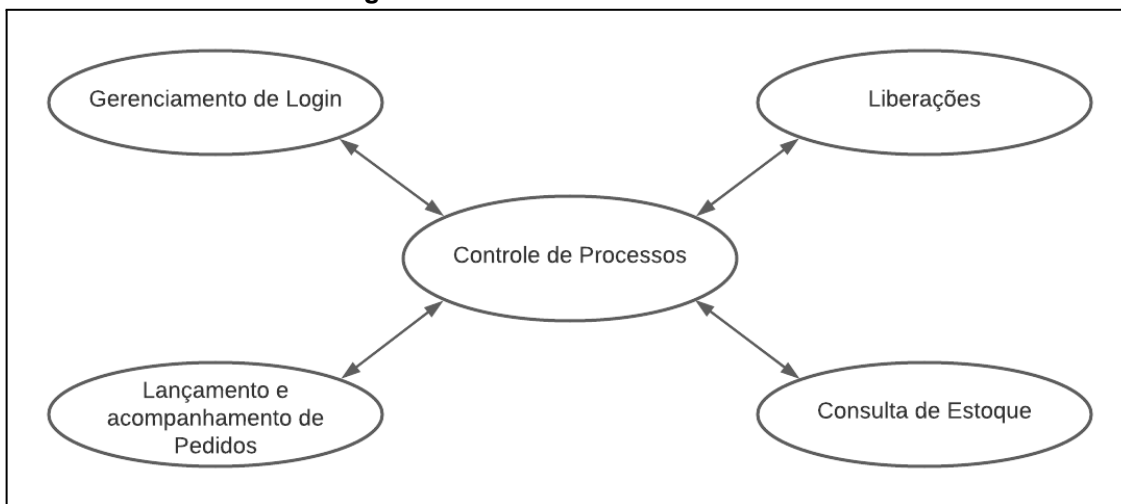 Gerenciamento de Login
Liberações
Controle de Processos
Lançamento e
acompanhamento de
Pedidos
Consulta de Estoque